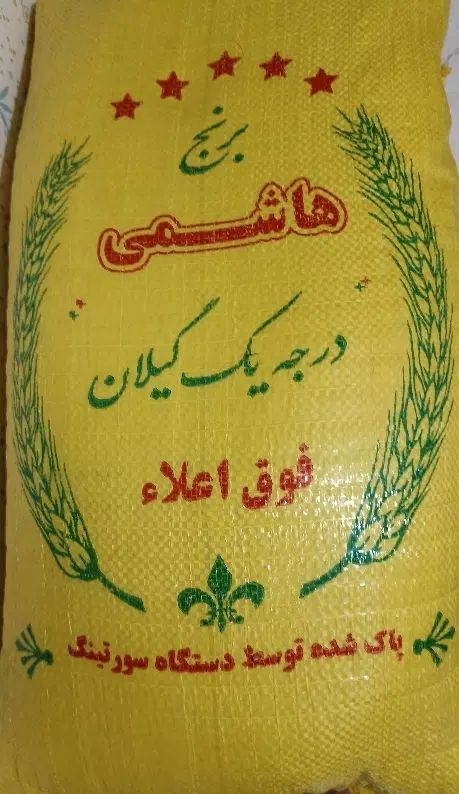 برنج
هاشمی
درجه یک گیلان
فوق اعلاء
پاک شده توسط دستگاه سورتینگ